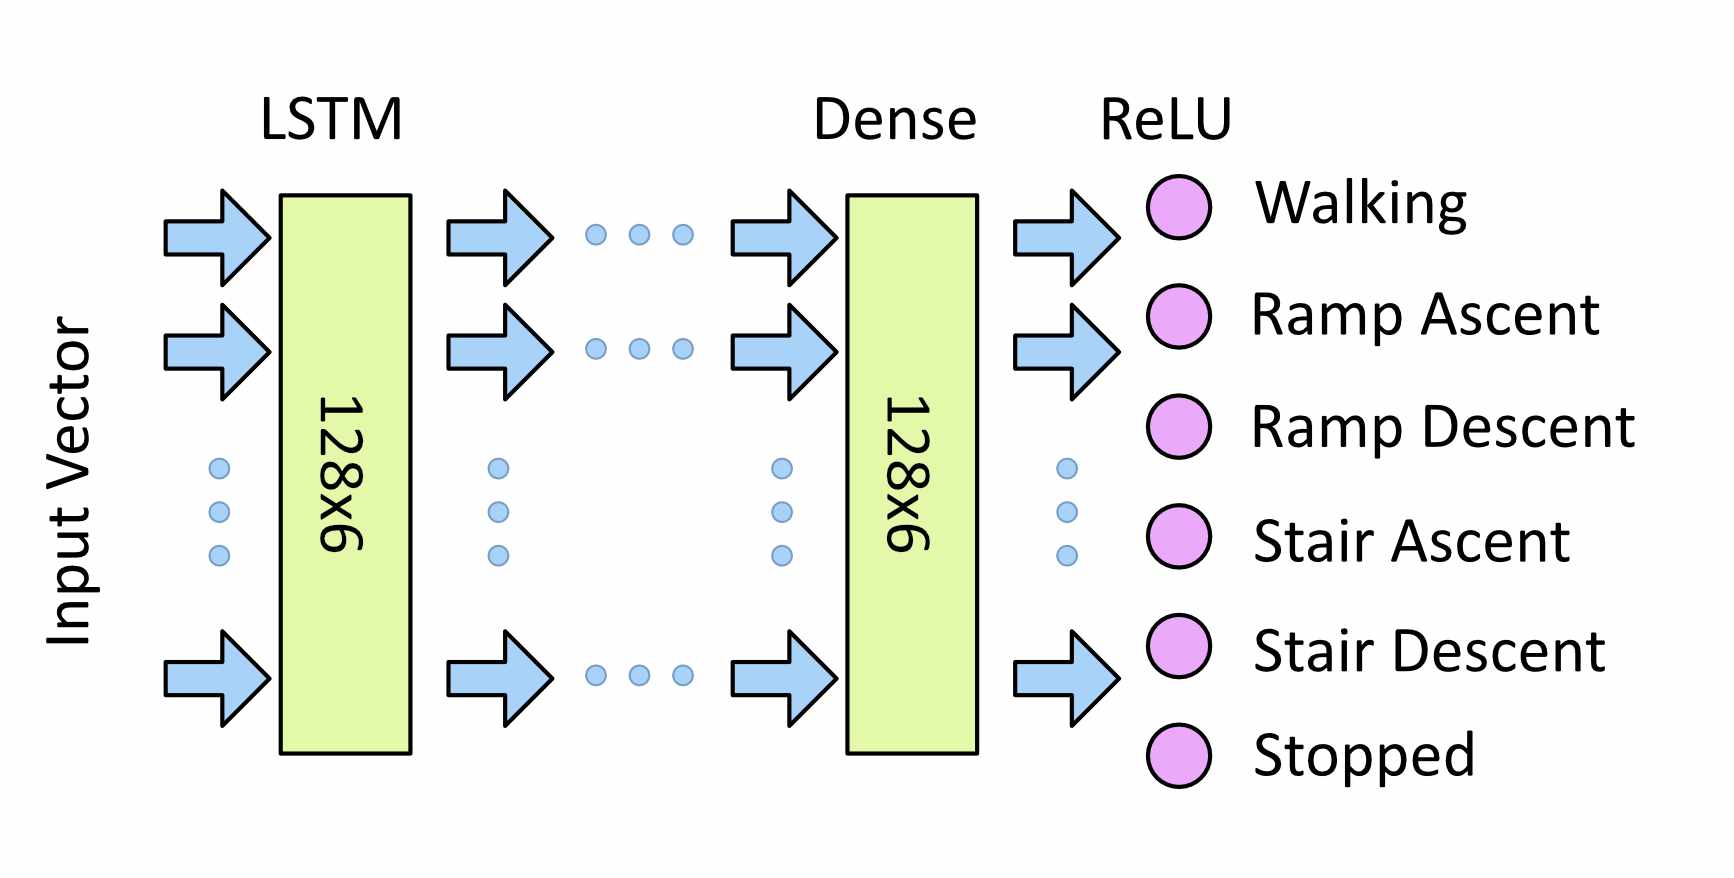 LSTM
Dense
ReLU
Input Vector
128x6
128x6
Walking
Ramp Ascent
Ramp Descent
Stair Ascent
Stair Descent
Stopped